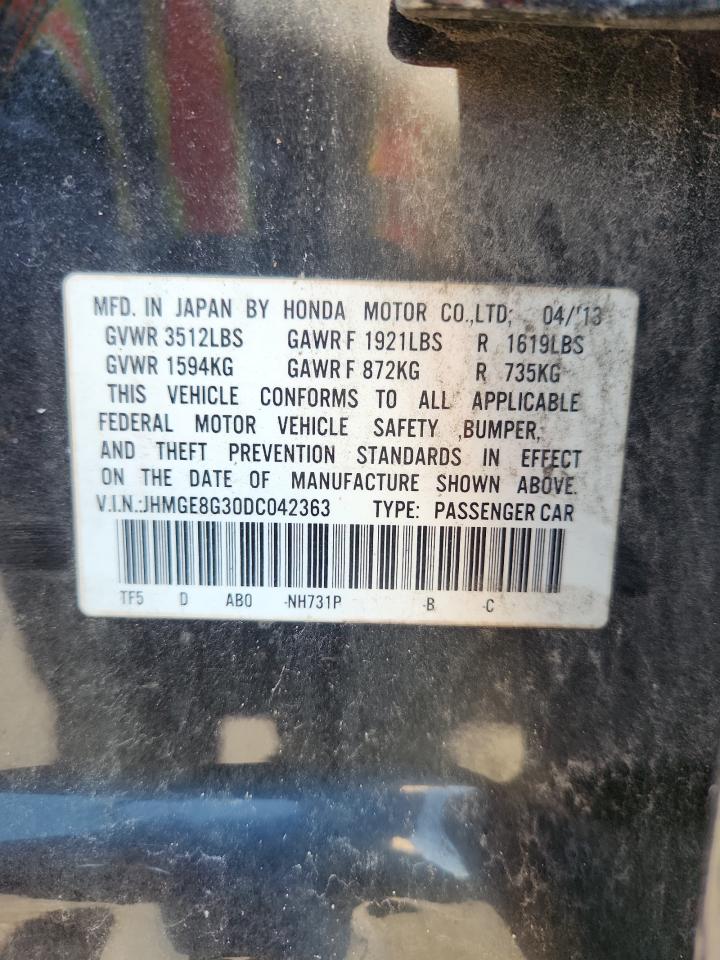 MFD. IN JAPAN BY HONDA MOTOR CO.,LTD; 04/'13
GVWR 3512LBS GAWR F 1921LBS R 1619LBS
GVWR 1594KG GAWR F 872KG R 735KG
THIS VEHICLE CONFORMS TO ALL APPLICABLE
FEDERAL MOTOR VEHICLE SAFETY ,BUMPER,
AND THEFT PREVENTION STANDARDS IN EFFECT
ON THE DATE OF MANUFACTURE SHOWN ABOVE.
V.I.N.:JHMGE8G30DC042363 TYPE: PASSENGER CAR
TF5 D AB0 -NH731P -B -C